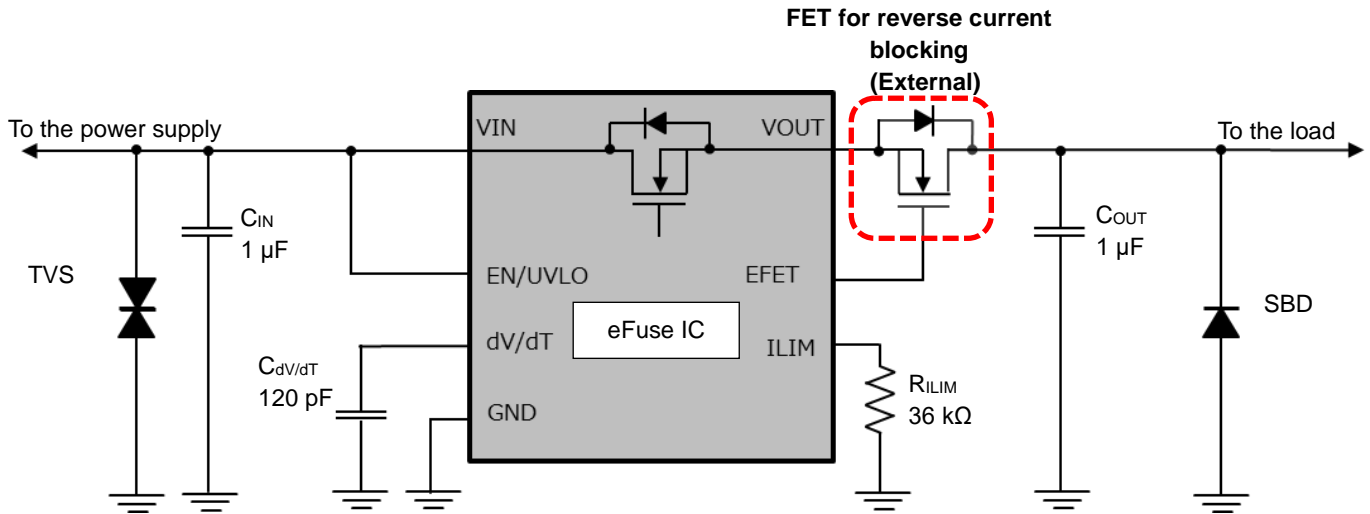 FET for reverse current
blocking
(External)
To the power supply
VIN
VOUT
To the load
CIN
1 µF
COUT
1 µF
TVS
EN/UVLO
EFET
SBD
eFuse IC
dV/dT
ILIM
CdV/dT
120 pF
RILIM
36 kΩ
GND